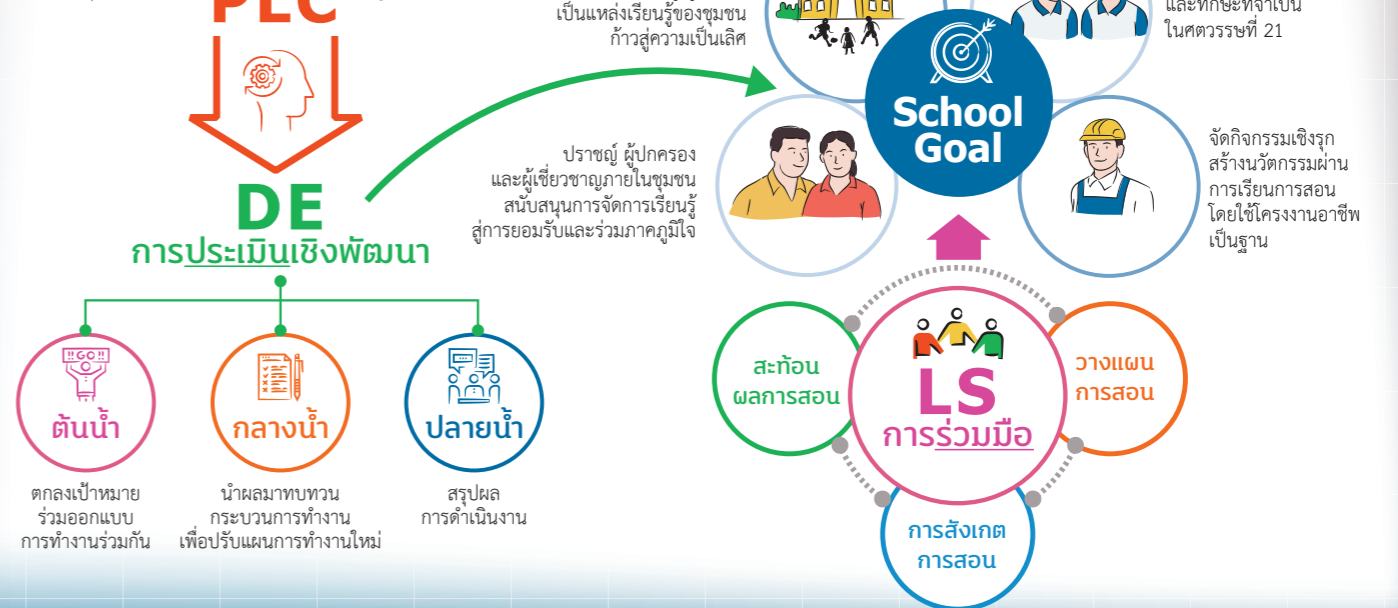 PLC
เป็นแหล่งเรียนรู้ของชุมชน
ก้าวสู่ความเป็นเลิศ
และทักษะที่จำเป็น
ในศตวรรษที่ 21
School
Goal
ปราชญ์ ผู้ปกครอง
และผู้เชี่ยวชาญภายในชุมชน
สนับสนุนการจัดการเรียนรู้
สู่การยอมรับและร่วมภาคภูมิใจ
จัดกิจกรรมเชิงรุก
สร้างนวัตกรรมผ่าน
การเรียนการสอน
โดยใช้โครงงานอาชีพ
เป็นฐาน
DE
การประเมินเชิงพัฒนา
!!GO!!
ต้นน้ำ
ตกลงเป้าหมาย
ร่วมออกแบบ
การทำงานร่วมกัน
กลางน้ำ
นำผลมาทบทวน
กระบวนการทำงาน
เพื่อปรับแผนการทำงานใหม่
ปลายน้ำ
สรุปผล
การดำเนินงาน
สะท้อน
ผลการสอน
LS
การร่วมมือ
วางแผน
การสอน
การสังเกต
การสอน